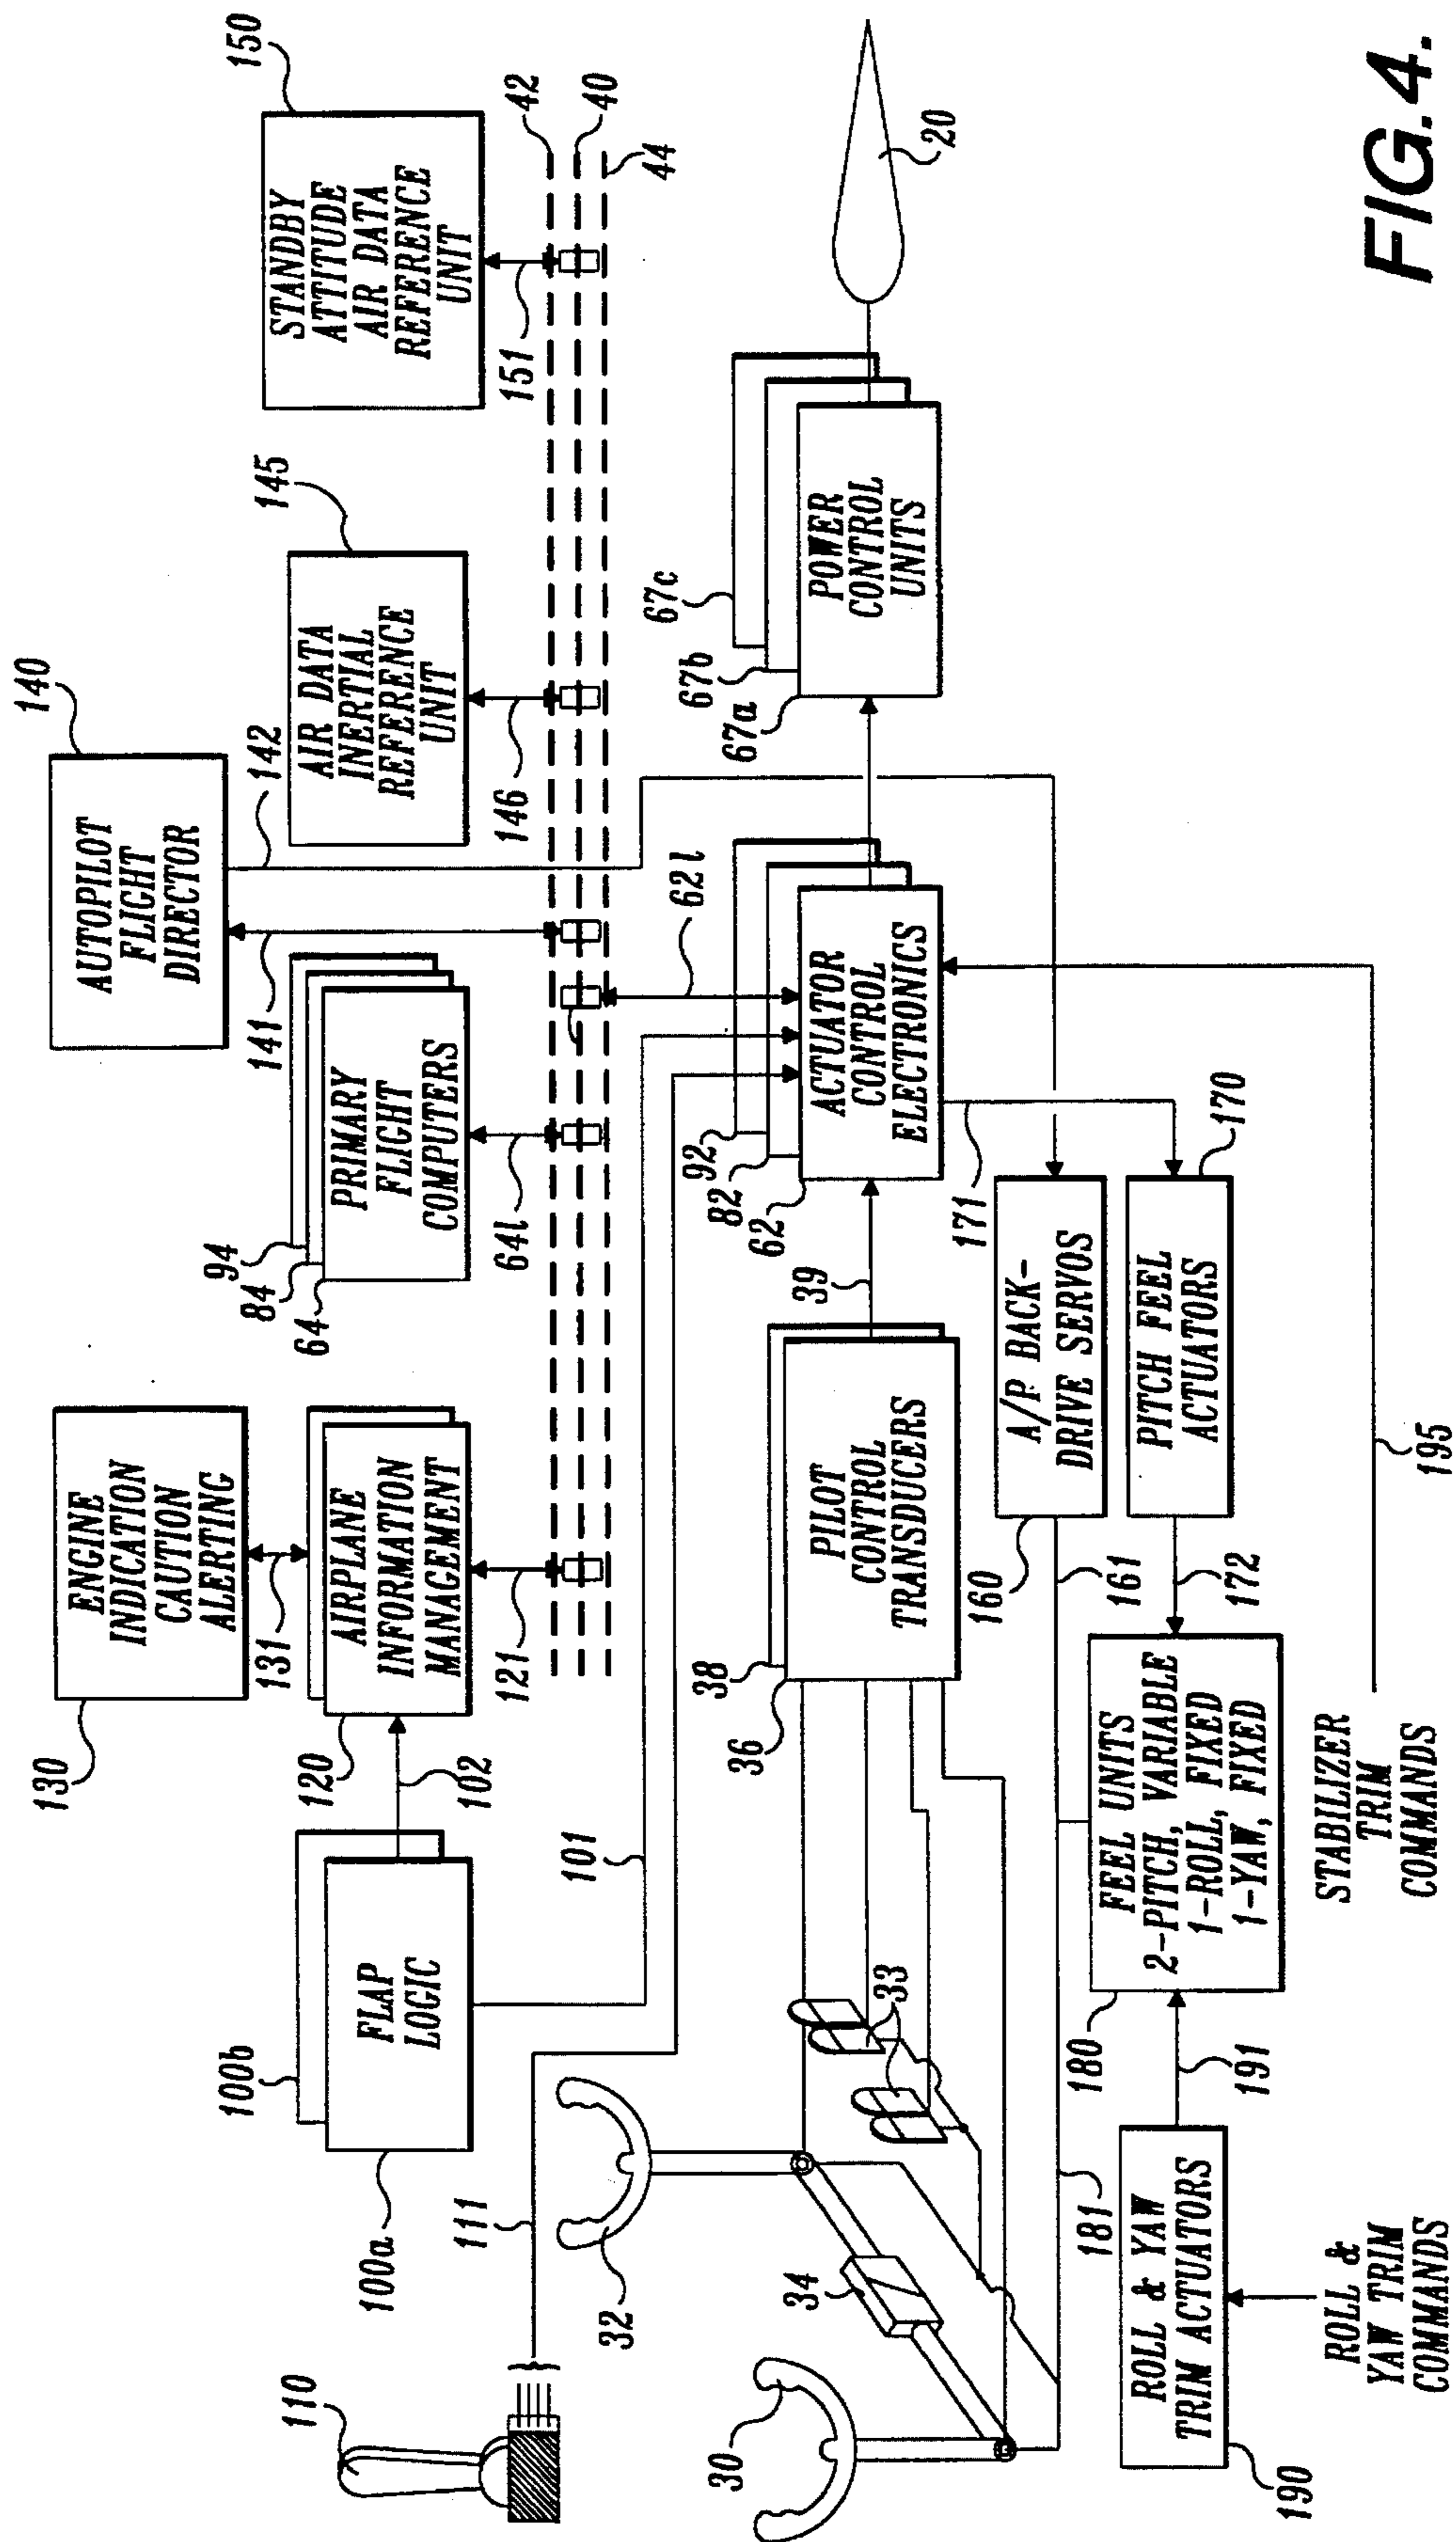 140
AUTOPILOT
FLIGHT
DIRECTOR
142
141
130
ENGINE
INDICATION
CAUTION
ALERTING
131
94
84
64
PRIMARY
FLIGHT
COMPUTERS
64l
145
AIR DATA
INERTIAL
REFERENCE
UNIT
146
150
STANDBY
ATTITUDE
AIR DATA
REFERENCE
UNIT
151
42
40
44
120
AIRPLANE
INFORMATION
MANAGEMENT
121
100b
100a
FLAP
LOGIC
102
101
110
111
32
30
34
33
38
36
PILOT
CONTROL
TRANSDUCERS
39
92
82
62
ACTUATOR
CONTROL
ELECTRONICS
62l
67c
67b
67a
POWER
CONTROL
UNITS
20
171
160
A/P BACK-
DRIVE SERVOS
161
170
PITCH FEEL
ACTUATORS
172
180
FEEL UNITS
2-PITCH, VARIABLE
1-ROLL, FIXED
1-YAW, FIXED
181
191
190
ROLL & YAW
TRIM ACTUATORS
ROLL &
YAW TRIM
COMMANDS
STABILIZER
TRIM
COMMANDS
195
FIG.4.